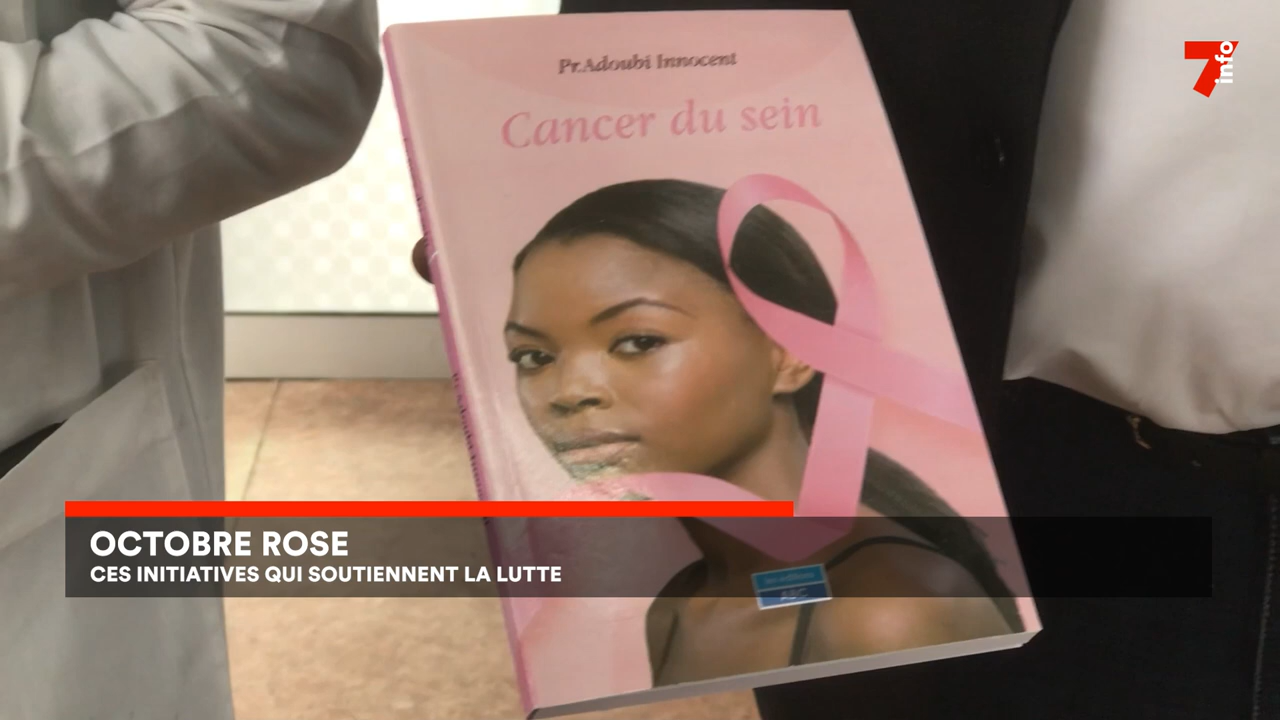 Pr.Adoubi Innocent
Cancer du sein
7info
OCTOBRE ROSE
CES INITIATIVES QUI SOUTIENNENT LA LUTTE